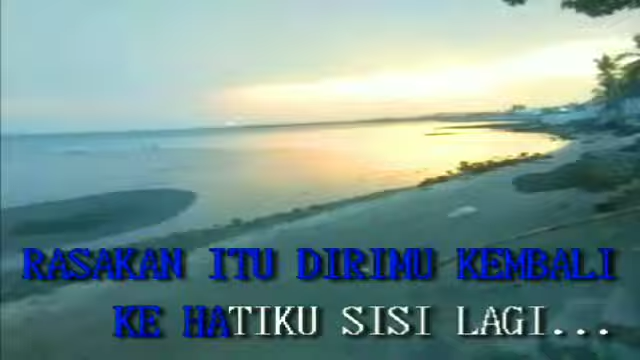 RASAKAN ITU DIRIMU KEMBALI
KE HATIKU SISI LAGI...